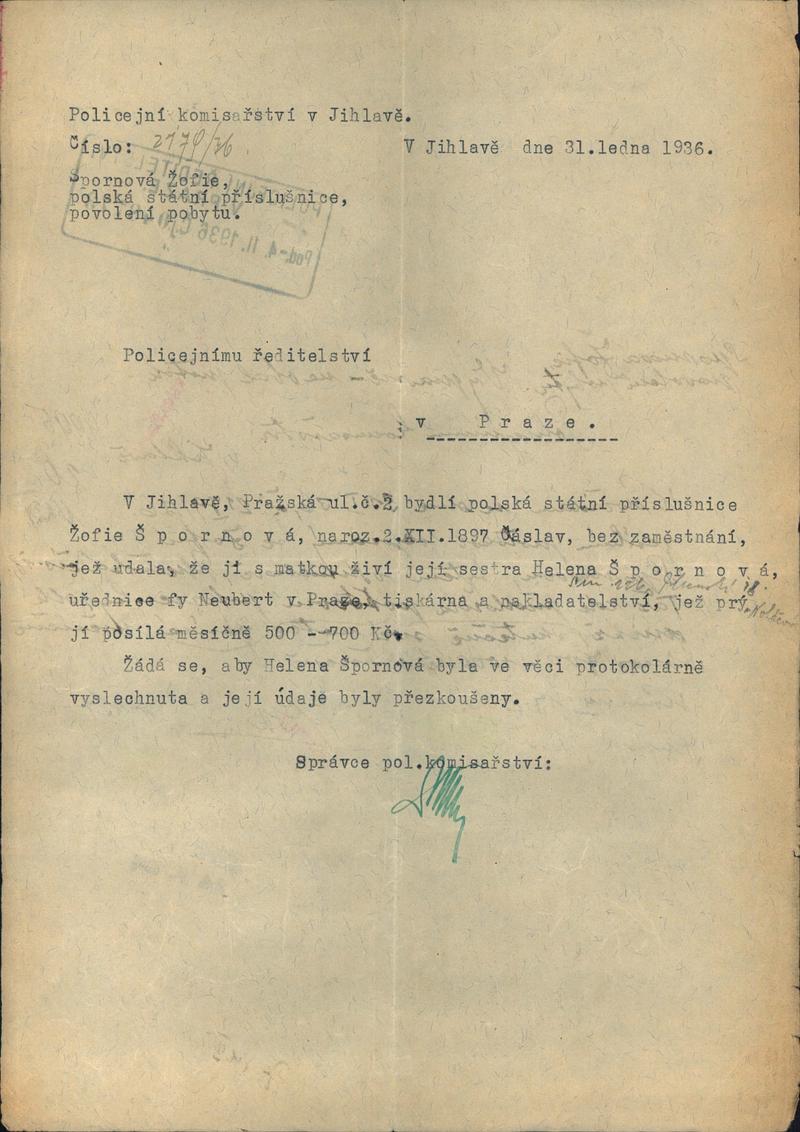 Policejní komisařství v Jihlavě.
Číslo: 2179/36 V Jihlavě dne 31.ledna 1936.
Špornová Žofie,
polská státní příslušnice,
povolení pobytu.
Policejnímu ředitelství
v P r a z e .
V Jihlavě, Pražská ul.č.2 bydlí polská státní příslušnice
Žofie Š p o r n o v á, naroz.2.XII.1897 Čáslav, bez zaměstnání,
jež udala, že ji s matkou živí její sestra Helena Š p o r n o v á,
uřednice fy Neubert v Praze, tiskárna a nakladatelství, jež prý
jí posílá měsíčně 500 - 700 Kč.
Žádá se, aby Helena Špornová byla ve věci protokolárně
vyslechnuta a její údaje byly přezkoušeny.
Správce pol.komisařství: